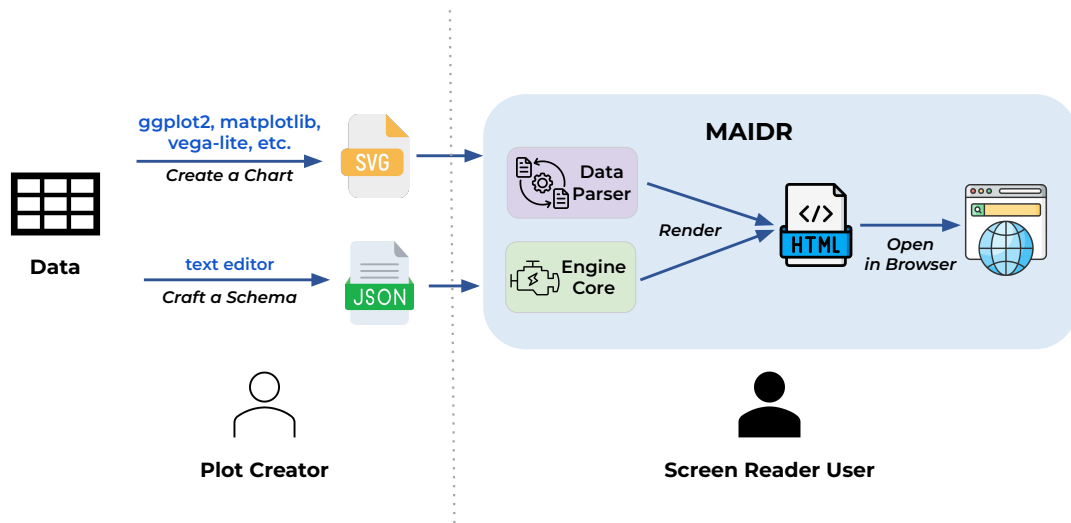 ggplot2, matplotlib,
vega-lite, etc.
Create a Chart
SVG
Data
text editor
Craft a Schema
JSON
MAIDR
Data
Parser
Engine
Core
Render
</>
HTML
Open
in Browser
Plot Creator
Screen Reader User